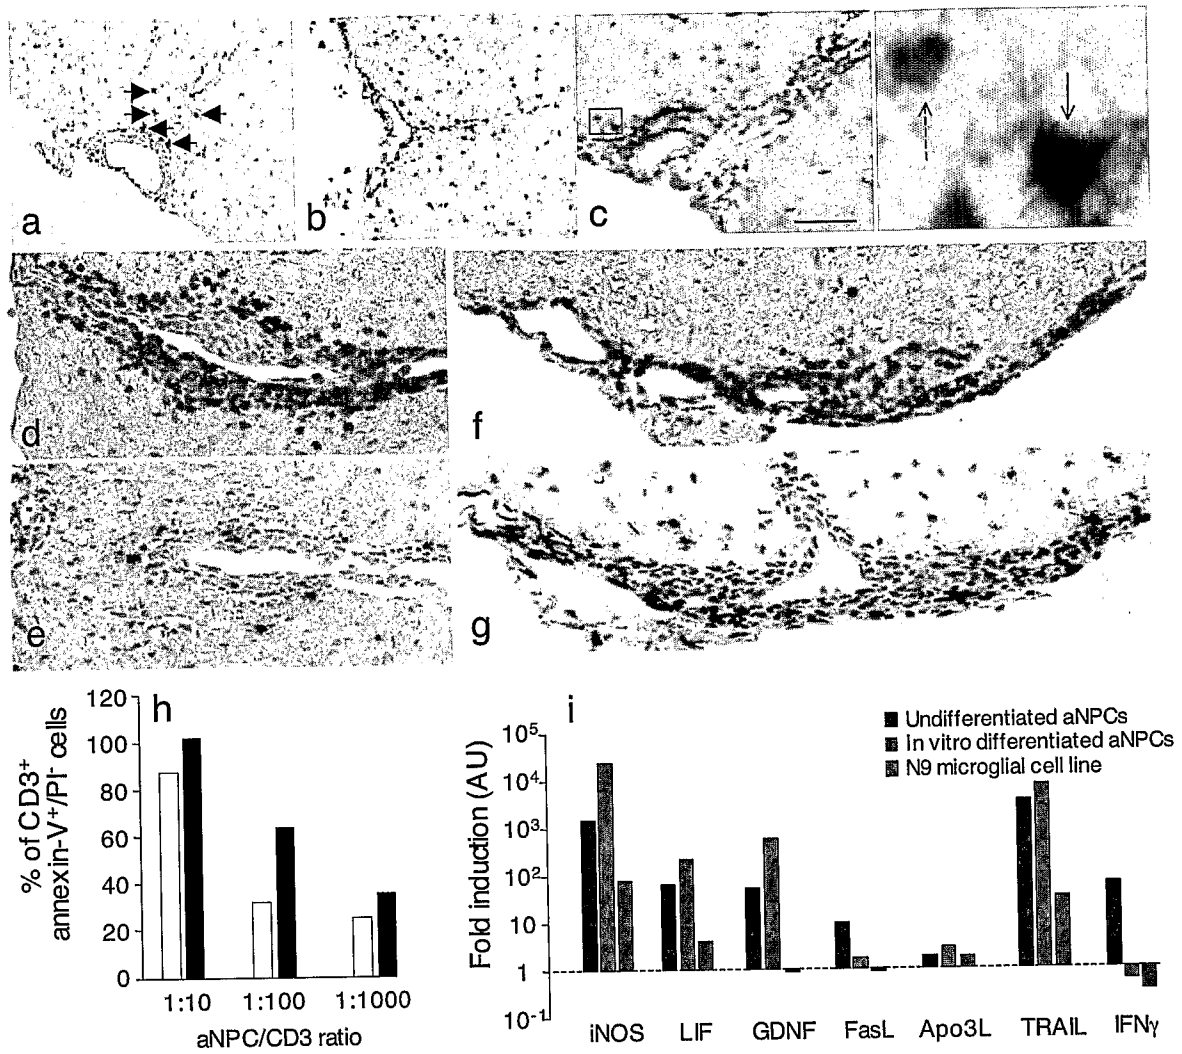 a
b
c
d
f
e
g
h
% of CD3+
annexin-V+/PI- cells
120
100
80
60
40
20
0
1:10 1:100 1:1000
aNPC/CD3 ratio
i
Undifferentiated aNPCs
In vitro differentiated aNPCs
N9 microglial cell line
Fold induction (AU)
10^5
10^4
10^3
10^2
10
1
10^-1
iNOS LIF GDNF FasL Apo3L TRAIL IFNγ